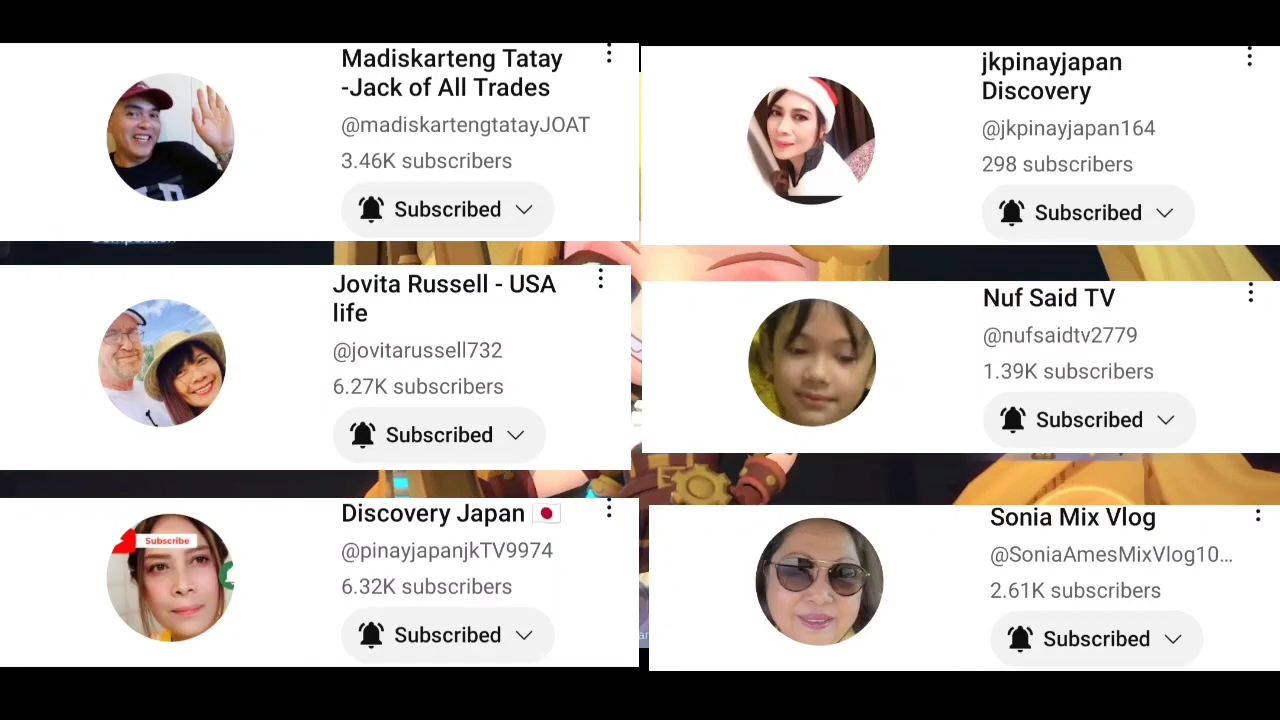 Madiskarteng Tatay
-Jack of All Trades
@madiskartengtatayJOAT
3.46K subscribers
Subscribed
jkpinayjapan
Discovery
@jkpinayjapan164
298 subscribers
Subscribed
Jovita Russell - USA
life
@jovitarussell732
6.27K subscribers
Subscribed
Nuf Said TV
@nufsaidtv2779
1.39K subscribers
Subscribed
Discovery Japan 🇯🇵
@pinayjapanjkTV9974
6.32K subscribers
Subscribed
Subscribe
Sonia Mix Vlog
@SoniaAmesMixVlog10...
2.61K subscribers
Subscribed